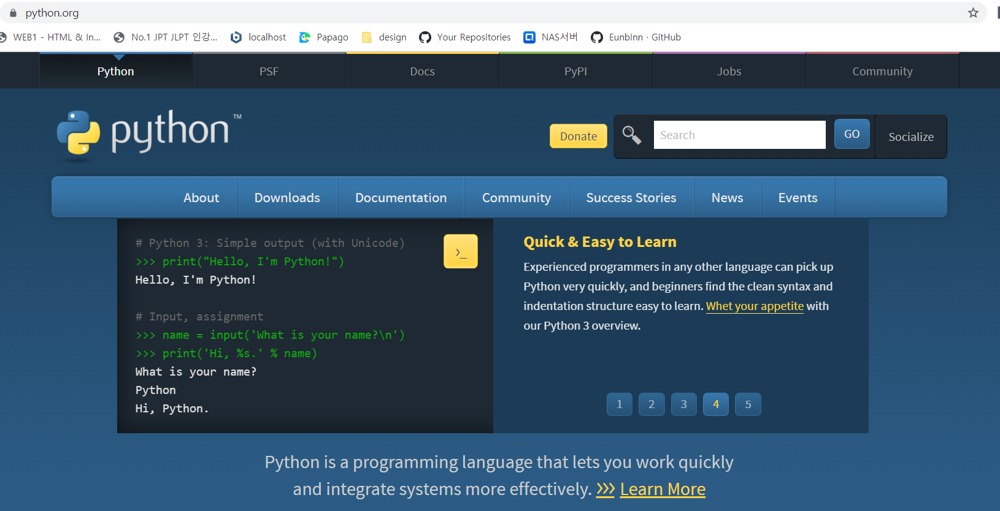 python.org
WEB1 - HTML & In... No.1 JPT JLPT 인강... localhost Papago design Your Repositories NAS서버 EunbInn · GitHub
Python PSF Docs PyPI Jobs Community
python™
Donate Search GO Socialize
About Downloads Documentation Community Success Stories News Events
# Python 3: Simple output (with Unicode)
>>> print("Hello, I'm Python!")
Hello, I'm Python!
# Input, assignment
>>> name = input('What is your name?\n')
>>> print('Hi, %s.' % name)
What is your name?
Python
Hi, Python.
>_
Quick & Easy to Learn
Experienced programmers in any other language can pick up
Python very quickly, and beginners find the clean syntax and
indentation structure easy to learn. Whet your appetite with
our Python 3 overview.
1 2 3 4 5
Python is a programming language that lets you work quickly
and integrate systems more effectively. >>> Learn More